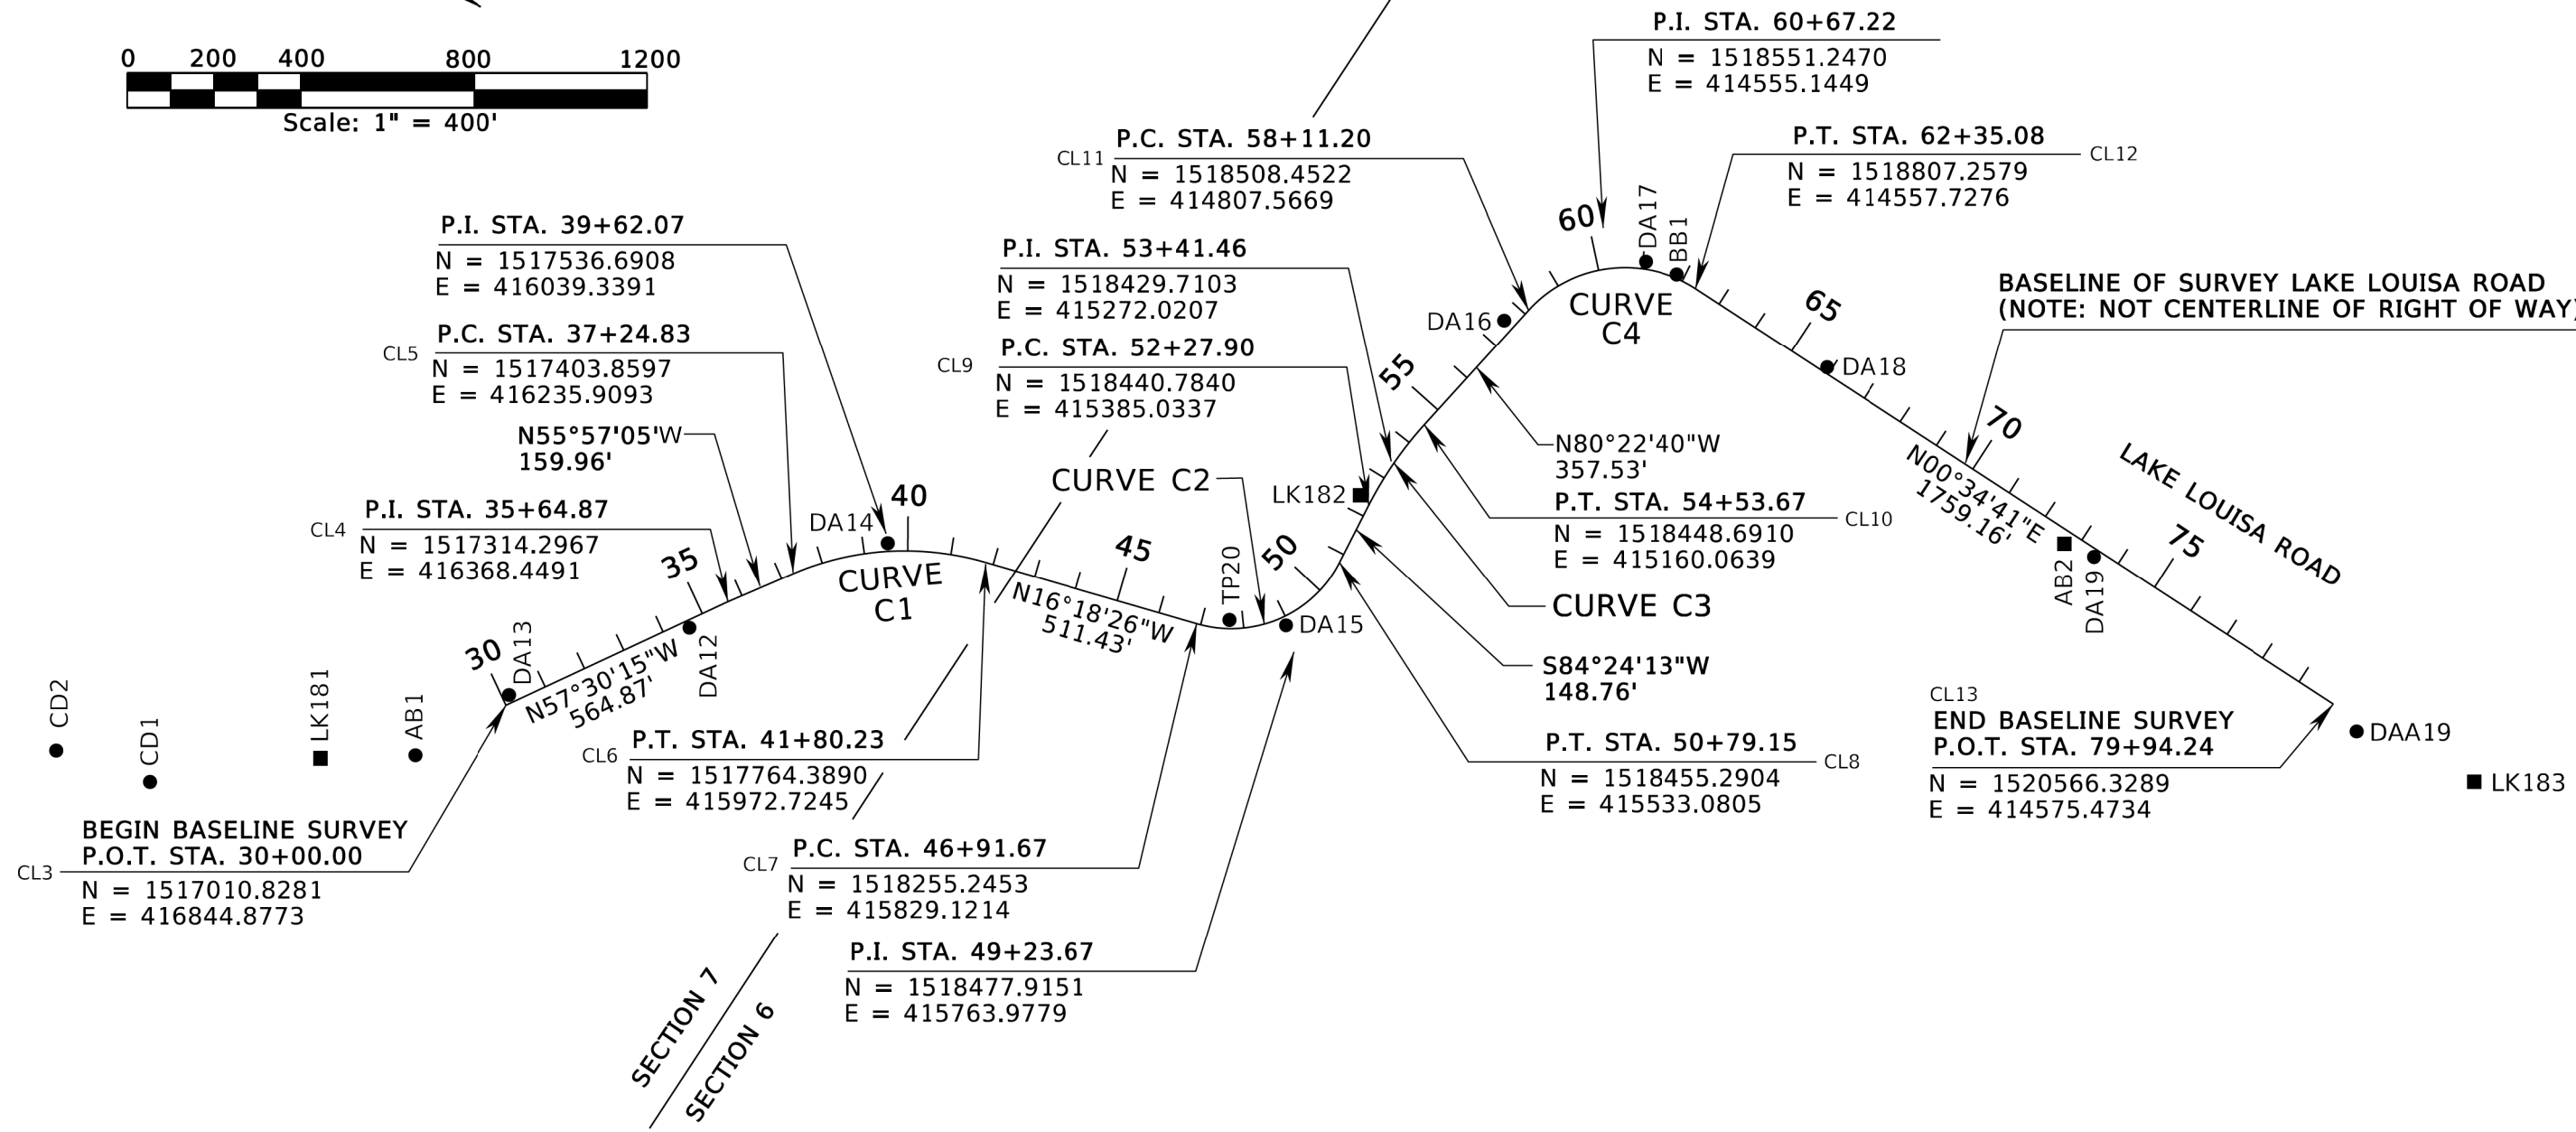 0 200 400 800 1200
Scale: 1" = 400'
P.I. STA. 60+67.22
N = 1518551.2470
E = 414555.1449
P.C. STA. 58+11.20
CL11
N = 1518508.4522
E = 414807.5669
P.T. STA. 62+35.08
CL12
N = 1518807.2579
E = 414557.7276
P.I. STA. 39+62.07
N = 1517536.6908
E = 416039.3391
P.I. STA. 53+41.46
N = 1518429.7103
E = 415272.0207
60
DA17
BB1
CURVE
C4
65
BASELINE OF SURVEY LAKE LOUISA ROAD
(NOTE: NOT CENTERLINE OF RIGHT OF WAY)
P.C. STA. 37+24.83
CL5
N = 1517403.8597
E = 416235.9093
P.C. STA. 52+27.90
CL9
N = 1518440.7840
E = 415385.0337
DA16
55
DA18
N55°57'05'W
159.96'
N80°22'40"W
357.53'
70
N00°34'41"E
1759.16'
LAKE LOUISA ROAD
P.I. STA. 35+64.87
CL4
N = 1517314.2967
E = 416368.4491
DA14
40
CURVE C2
LK182
P.T. STA. 54+53.67
CL10
N = 1518448.6910
E = 415160.0639
35
CURVE
C1
45
TP20
50
75
AB2
DA19
N16°18'26"W
511.43'
DA15
CURVE C3
30
DA13
N57°30'15"W
564.87'
DA12
S84°24'13"W
148.76'
CD2
CD1
LK181
AB1
CL13
END BASELINE SURVEY
P.O.T. STA. 79+94.24
N = 1520566.3289
E = 414575.4734
DAA19
LK183
P.T. STA. 41+80.23
CL6
N = 1517764.3890
E = 415972.7245
P.T. STA. 50+79.15
CL8
N = 1518455.2904
E = 415533.0805
BEGIN BASELINE SURVEY
P.O.T. STA. 30+00.00
CL3
N = 1517010.8281
E = 416844.8773
P.C. STA. 46+91.67
CL7
N = 1518255.2453
E = 415829.1214
P.I. STA. 49+23.67
N = 1518477.9151
E = 415763.9779
SECTION 7
SECTION 6